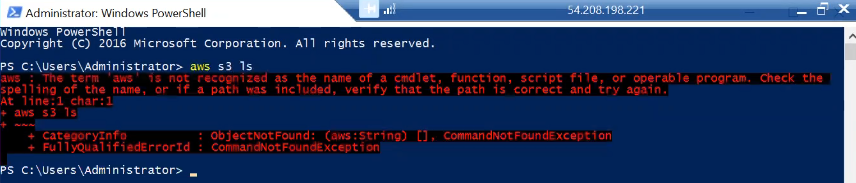 Administrator: Windows PowerShell
54.208.198.221
Windows PowerShell
Copyright (C) 2016 Microsoft Corporation. All rights reserved.
PS C:\Users\Administrator> aws s3 ls
aws : The term 'aws' is not recognized as the name of a cmdlet, function, script file, or operable program. Check the
spelling of the name, or if a path was included, verify that the path is correct and try again.
At line:1 char:1
+ aws s3 ls
+ ~~~
+ CategoryInfo : ObjectNotFound: (aws:String) [], CommandNotFoundException
+ FullyQualifiedErrorId : CommandNotFoundException
PS C:\Users\Administrator> _